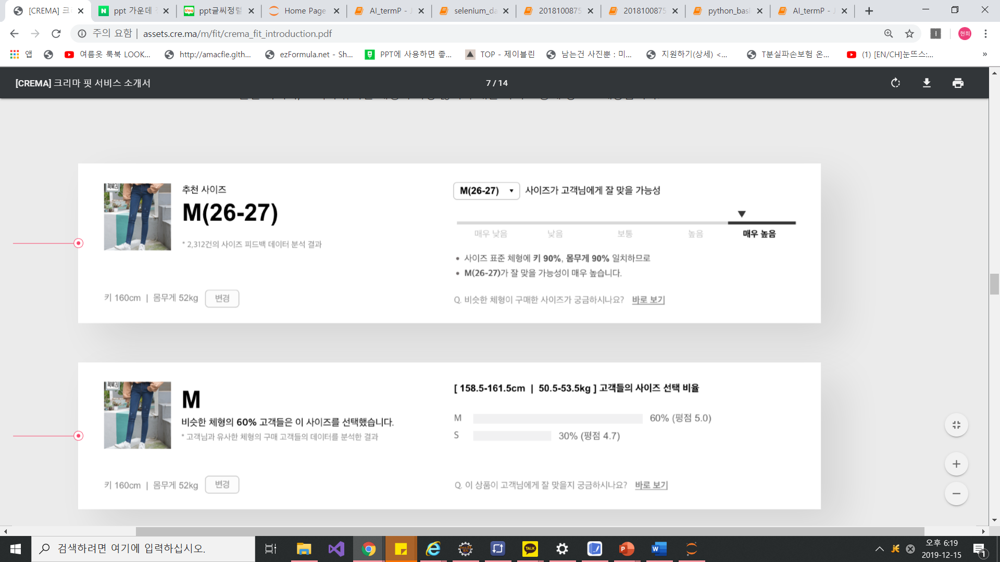 [CREMA] 크
ppt 가운데
ppt글씨정렬
Home Page
AI_termP - J
selenium_da
2018100875
2018100875
python_basi
AI_termP - J
주의 요함 | assets.cre.ma/m/fit/crema_fit_introduction.pdf
현희
앱
여름옷 룩북 LOOK...
http://amacfie.gith...
ezFormula.net - Sh...
PPT에 사용하면 좋...
TOP - 제이블린
남는건 사진뿐 : 미...
지원하기(상세) <...
T분실파손보험 온...
(1) [EN/CH]눈뜨스:...
»
[CREMA] 크리마 핏 서비스 소개서
7 / 14
추천 사이즈
M(26-27)
* 2,312건의 사이즈 피드백 데이터 분석 결과
키 160cm | 몸무게 52kg 변경
M(26-27) ▼ 사이즈가 고객님에게 잘 맞을 가능성
매우 낮음 낮음 보통 높음 매우 높음
• 사이즈 표준 체형에 키 90%, 몸무게 90% 일치하므로
• M(26-27)가 잘 맞을 가능성이 매우 높습니다.
Q. 비슷한 체형이 구매한 사이즈가 궁금하시나요? 바로 보기
M
비슷한 체형의 60% 고객들은 이 사이즈를 선택했습니다.
* 고객님과 유사한 체형의 구매 고객들의 데이터를 분석한 결과
키 160cm | 몸무게 52kg 변경
[ 158.5-161.5cm | 50.5-53.5kg ] 고객들의 사이즈 선택 비율
M 60% (평점 5.0)
S 30% (평점 4.7)
Q. 이 상품이 고객님에게 잘 맞을지 궁금하시나요? 바로 보기
검색하려면 여기에 입력하십시오.
TALK
오후 6:19
2019-12-15
1